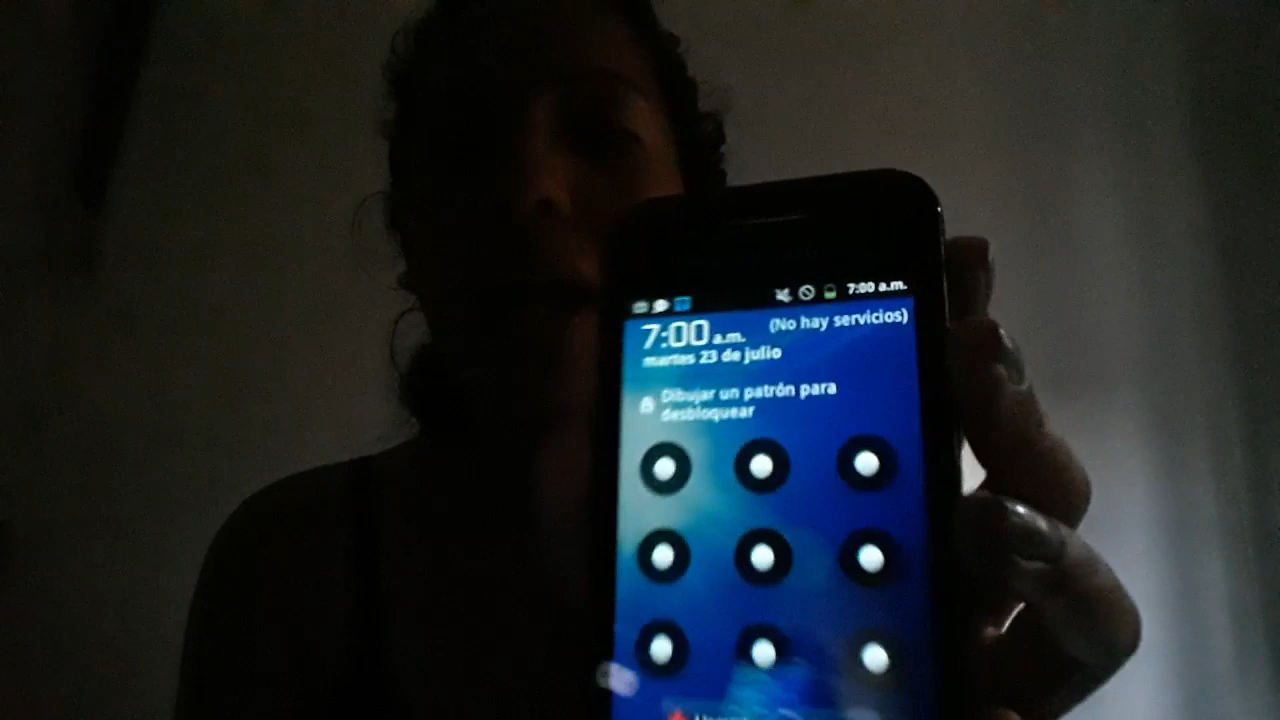 7:00 a.m.
(No hay servicios)
7:00 a.m.
martes 23 de julio
Dibujar un patrón para
desbloquear